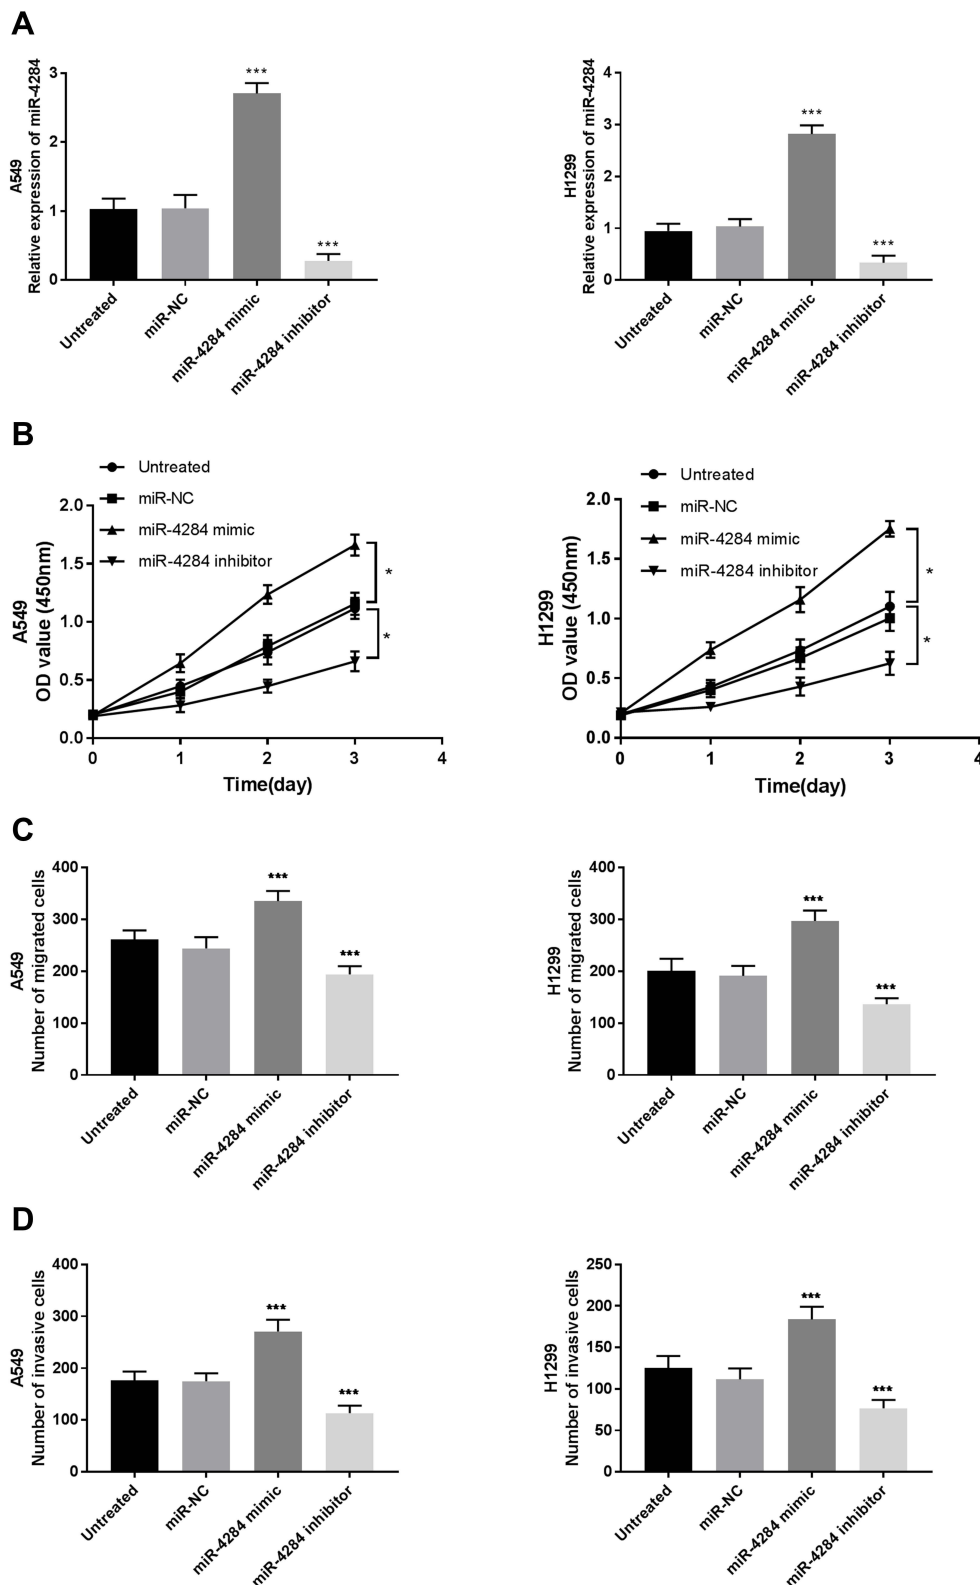 A
A549
Relative expression of miR-4284
3
2
1
0
***
***
Untreated
miR-NC
miR-4284 mimic
miR-4284 inhibitor
H1299
Relative expression of miR-4284
4
3
2
1
0
***
***
Untreated
miR-NC
miR-4284 mimic
miR-4284 inhibitor
B
Untreated
miR-NC
miR-4284 mimic
miR-4284 inhibitor
A549
OD value (450nm)
2.0
1.5
1.0
0.5
0.0
*
*
0 1 2 3 4
Time(day)
Untreated
miR-NC
miR-4284 mimic
miR-4284 inhibitor
H1299
OD value (450nm)
2.0
1.5
1.0
0.5
0.0
*
*
0 1 2 3 4
Time(day)
C
A549
Number of migrated cells
400
300
200
100
0
***
***
Untreated
miR-NC
miR-4284 mimic
miR-4284 inhibitor
H1299
Number of migrated cells
400
300
200
100
0
***
***
Untreated
miR-NC
miR-4284 mimic
miR-4284 inhibitor
D
A549
Number of invasive cells
400
300
200
100
0
***
***
Untreated
miR-NC
miR-4284 mimic
miR-4284 inhibitor
H1299
Number of invasive cells
250
200
150
100
50
0
***
***
Untreated
miR-NC
miR-4284 mimic
miR-4284 inhibitor